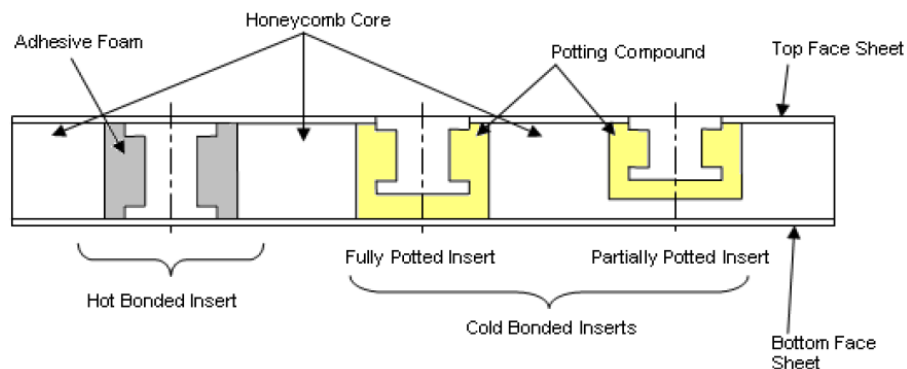 Honeycomb Core
Adhesive Foam
Potting Compound
Top Face Sheet
Fully Potted Insert
Partially Potted Insert
Hot Bonded Insert
Cold Bonded Inserts
Bottom Face
Sheet